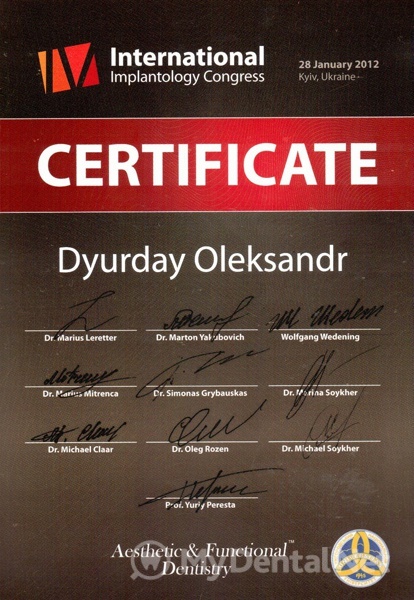 International
Implantology Congress
28 January 2012
Kyiv, Ukraine
CERTIFICATE
Dyurday Oleksandr
Dr. Marius Leretter
Dr. Marton Yakubovich
Wolfgang Wedening
Dr. Marius Mitrenca
Dr. Simonas Grybauskas
Dr. Marina Soykher
Dr. Michael Claar
Dr. Oleg Rozen
Dr. Michael Soykher
Prof. Yuriy Peresta
Aesthetic & Functional™
Dentistry
MyDental